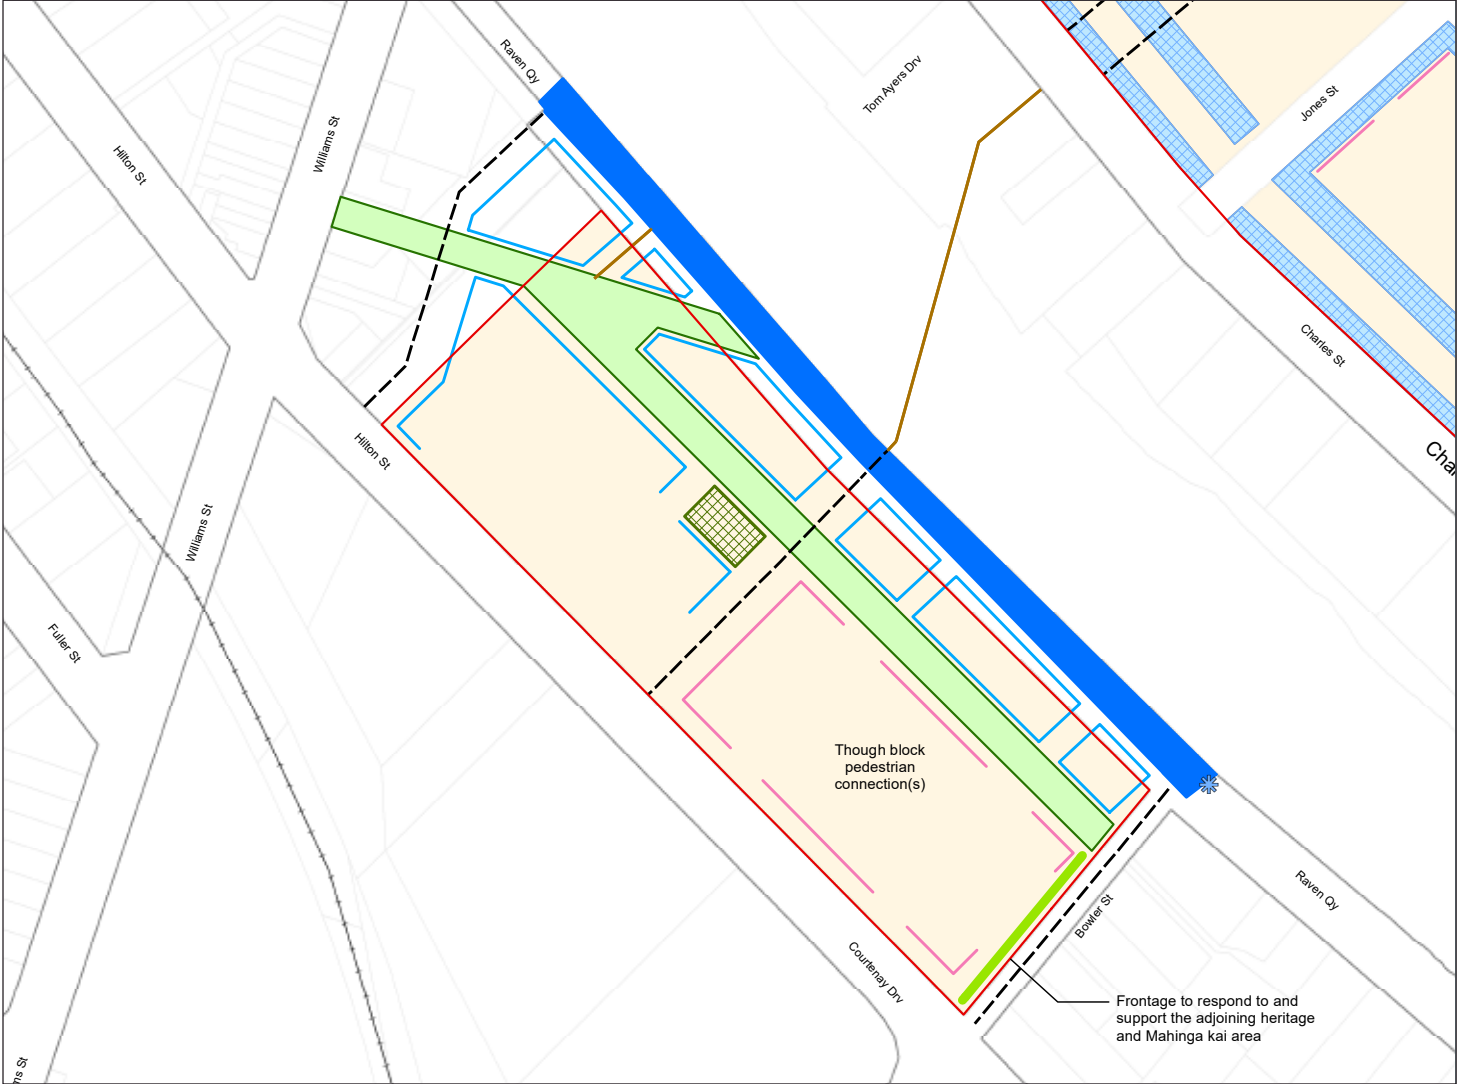 Raven Qy
Tom Ayers Drv
Jones St
Williams St
Hilton St
Charles St
Cha
Hilton St
Williams St
Fuller St
Though block
pedestrian
connection(s)
Raven Qy
Bowler St
Courtenay Drv
Frontage to respond to and
support the adjoining heritage
and Mahinga kai area
ms St